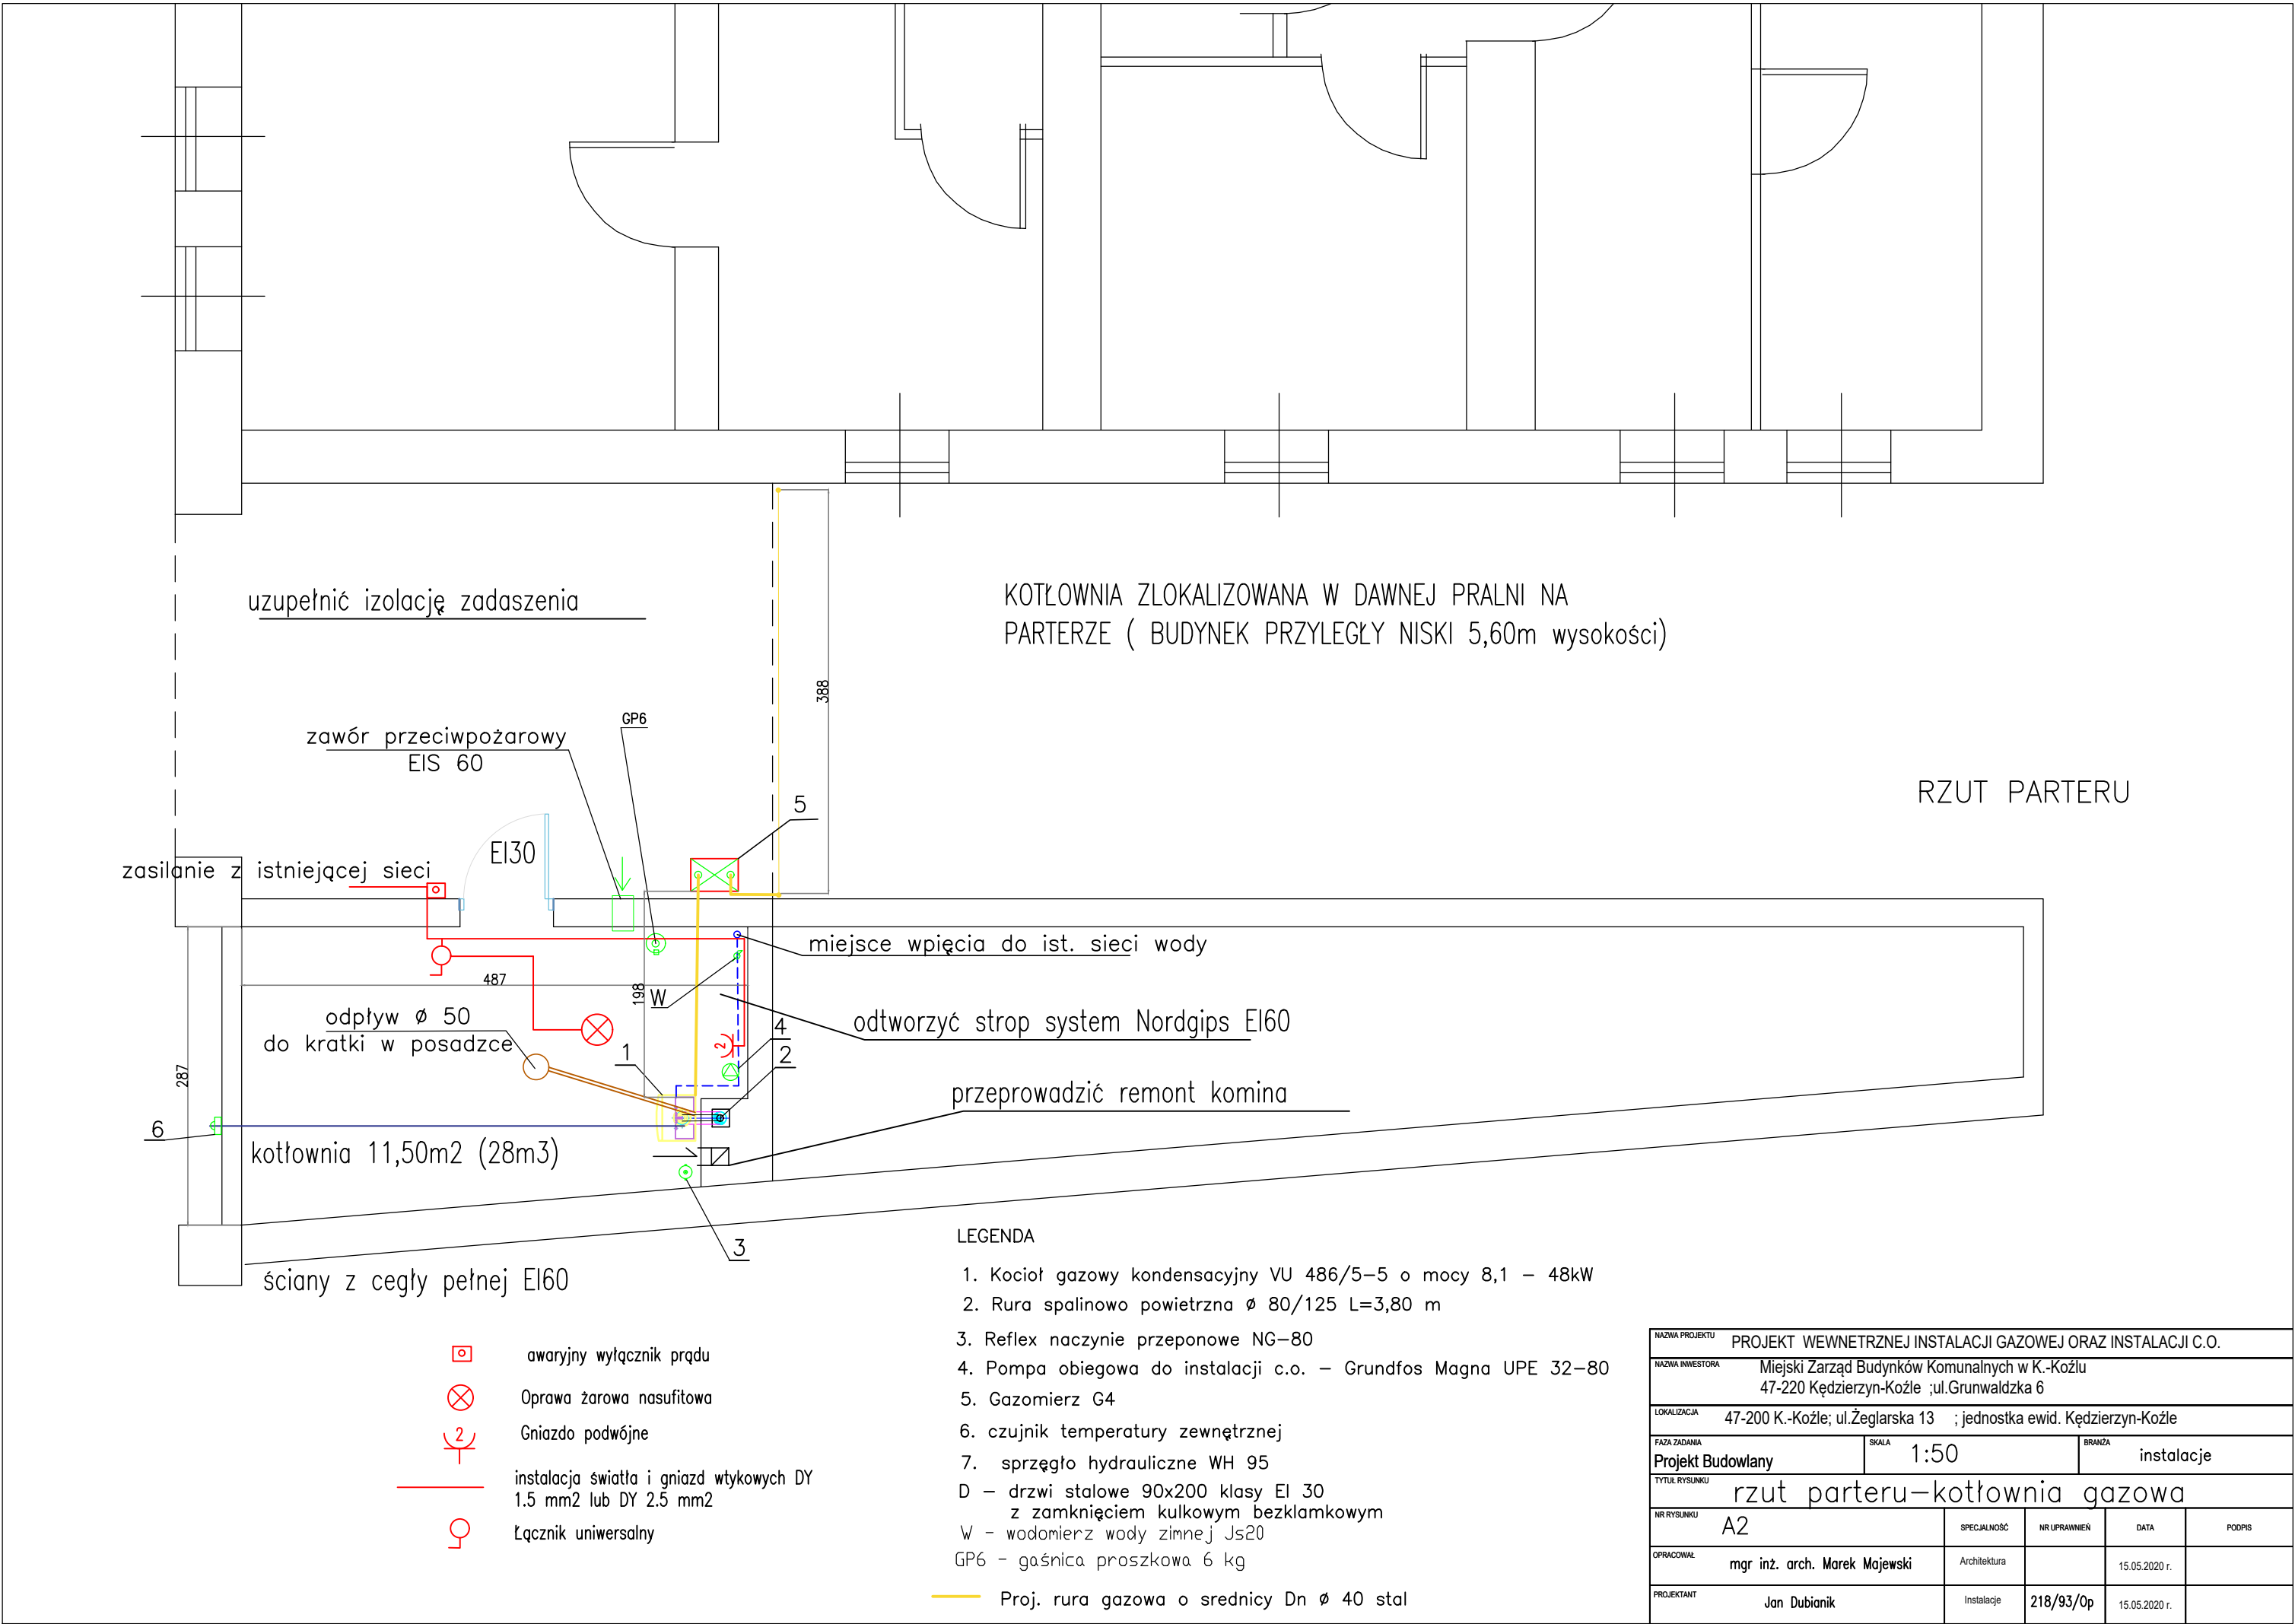 uzupełnić izolację zadaszenia
KOTŁOWNIA ZLOKALIZOWANA W DAWNEJ PRALNI NA
PARTERZE ( BUDYNEK PRZYLEGŁY NISKI 5,60m wysokości)
388
GP6
zawór przeciwpożarowy
EIS 60
RZUT PARTERU
5
EI30
zasilanie z istniejącej sieci
miejsce wpięcia do ist. sieci wody
487
198
W
odpływ ø 50
do kratki w posadzce
odtworzyć strop system Nordgips EI60
4
2
2
1
287
przeprowadzić remont komina
6
kotłownia 11,50m2 (28m3)
3
ściany z cegły pełnej EI60
LEGENDA
1. Kocioł gazowy kondensacyjny VU 486/5-5 o mocy 8,1 - 48kW
2. Rura spalinowo powietrzna ø 80/125 L=3,80 m
3. Reflex naczynie przeponowe NG-80
4. Pompa obiegowa do instalacji c.o. - Grundfos Magna UPE 32-80
5. Gazomierz G4
6. czujnik temperatury zewnętrznej
7. sprzęgło hydrauliczne WH 95
D - drzwi stalowe 90x200 klasy EI 30
z zamknięciem kulkowym bezklamkowym
W - wodomierz wody zimnej Js20
GP6 - gaśnica proszkowa 6 kg
Proj. rura gazowa o srednicy Dn ø 40 stal
awaryjny wyłącznik prądu
Oprawa żarowa nasufitowa
2
Gniazdo podwójne
instalacja światła i gniazd wtykowych DY
1.5 mm2 lub DY 2.5 mm2
Łącznik uniwersalny
NAZWA PROJEKTU PROJEKT WEWNETRZNEJ INSTALACJI GAZOWEJ ORAZ INSTALACJI C.O.
NAZWA INWESTORA Miejski Zarząd Budynków Komunalnych w K.-Koźlu
47-220 Kędzierzyn-Koźle ;ul.Grunwaldzka 6
LOKALIZACJA 47-200 K.-Koźle; ul.Żeglarska 13 ; jednostka ewid. Kędzierzyn-Koźle
FAZA ZADANIA Projekt Budowlany SKALA 1:50 BRANŻA instalacje
TYTUŁ RYSUNKU rzut parteru-kotłownia gazowa
NR RYSUNKU A2 SPECJALNOŚĆ NR UPRAWNIEŃ DATA PODPIS
OPRACOWAŁ mgr inż. arch. Marek Majewski Architektura 15.05.2020 r.
PROJEKTANT Jan Dubianik Instalacje 218/93/Op 15.05.2020 r.